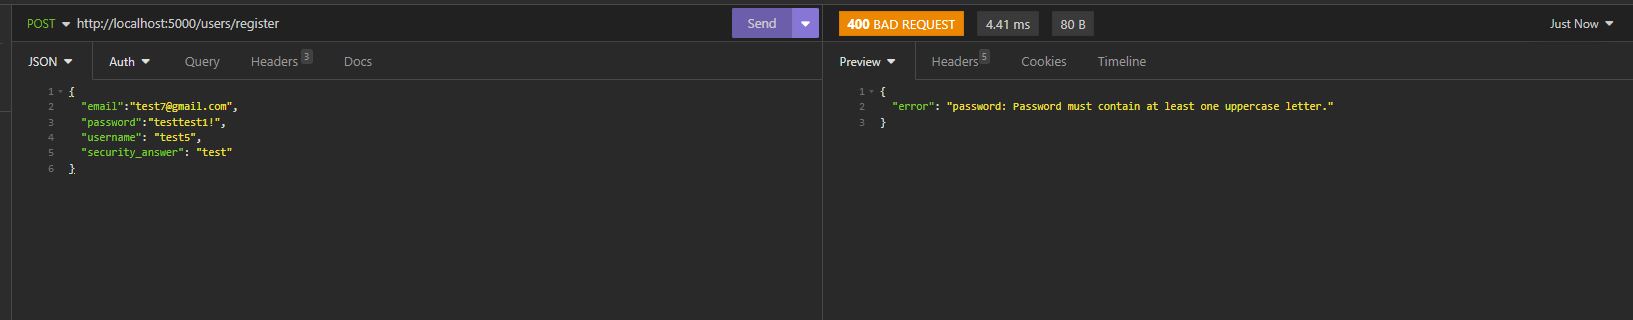 POST http://localhost:5000/users/register Send
400 BAD REQUEST 4.41 ms 80 B Just Now
JSON Auth Query Headers 3 Docs
Preview Headers 5 Cookies Timeline
1 {
2 "email":"test7@gmail.com",
3 "password":"testtest1!",
4 "username": "test5",
5 "security_answer": "test"
6 }
1 {
2 "error": "password: Password must contain at least one uppercase letter."
3 }